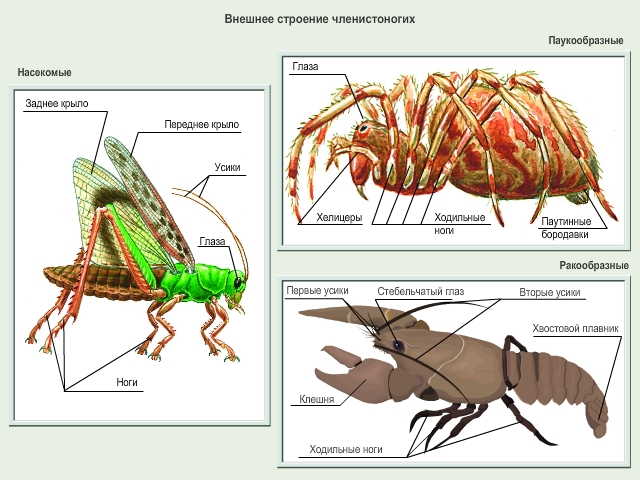 Внешнее строение членистоногих
Насекомые
Заднее крыло
Переднее крыло
Усики
Глаза
Ноги
Паукообразные
Глаза
Хелицеры
Ходильные
ноги
Паутинные
бородавки
Ракообразные
Первые усики
Стебельчатый глаз
Вторые усики
Хвостовой плавник
Клешня
Ходильные ноги